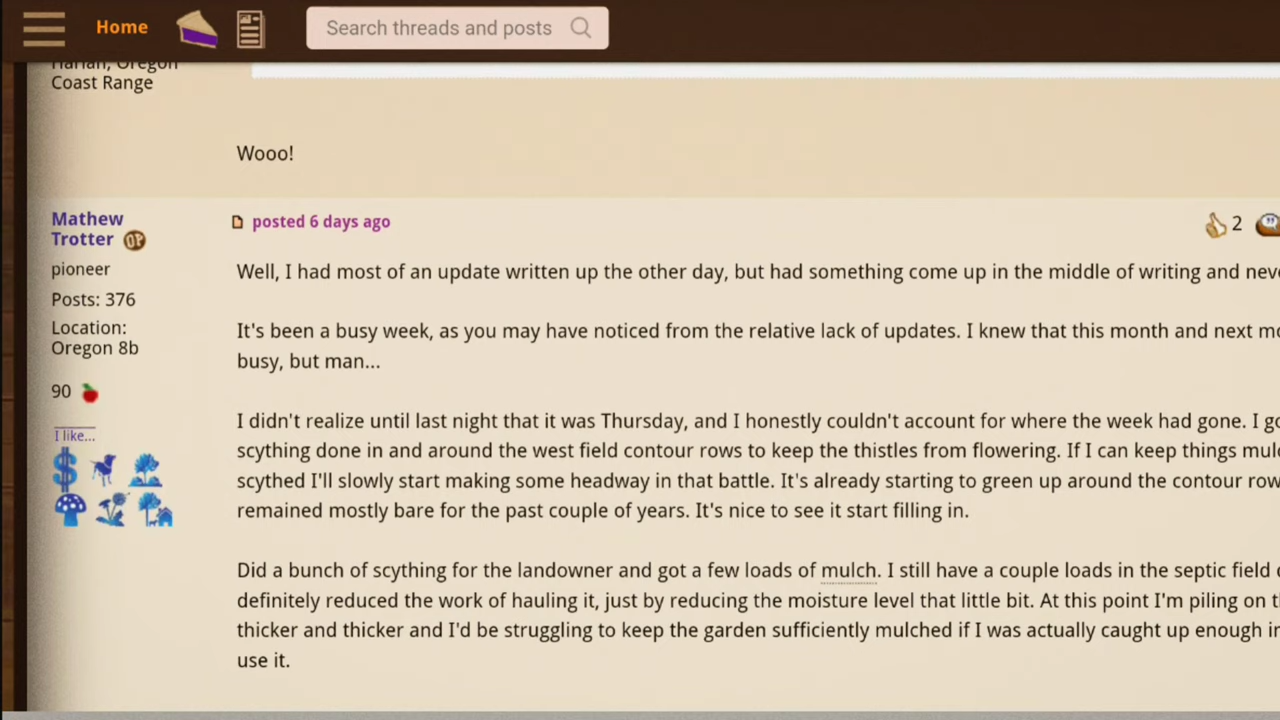 Home
Search threads and posts
Harlan, Oregon
Coast Range
Wooo!
Mathew
Trotter OP
posted 6 days ago
2
pioneer
Posts: 376
Location:
Oregon 8b
90
I like...
Well, I had most of an update written up the other day, but had something come up in the middle of writing and
It's been a busy week, as you may have noticed from the relative lack of updates. I knew that this month and next
busy, but man...
I didn't realize until last night that it was Thursday, and I honestly couldn't account for where the week had gone. I
scything done in and around the west field contour rows to keep the thistles from flowering. If I can keep things
scythed I'll slowly start making some headway in that battle. It's already starting to green up around the contour
remained mostly bare for the past couple of years. It's nice to see it start filling in.
Did a bunch of scything for the landowner and got a few loads of mulch. I still have a couple loads in the septic field
definitely reduced the work of hauling it, just by reducing the moisture level that little bit. At this point I'm piling on
thicker and thicker and I'd be struggling to keep the garden sufficiently mulched if I was actually caught up enough
use it.